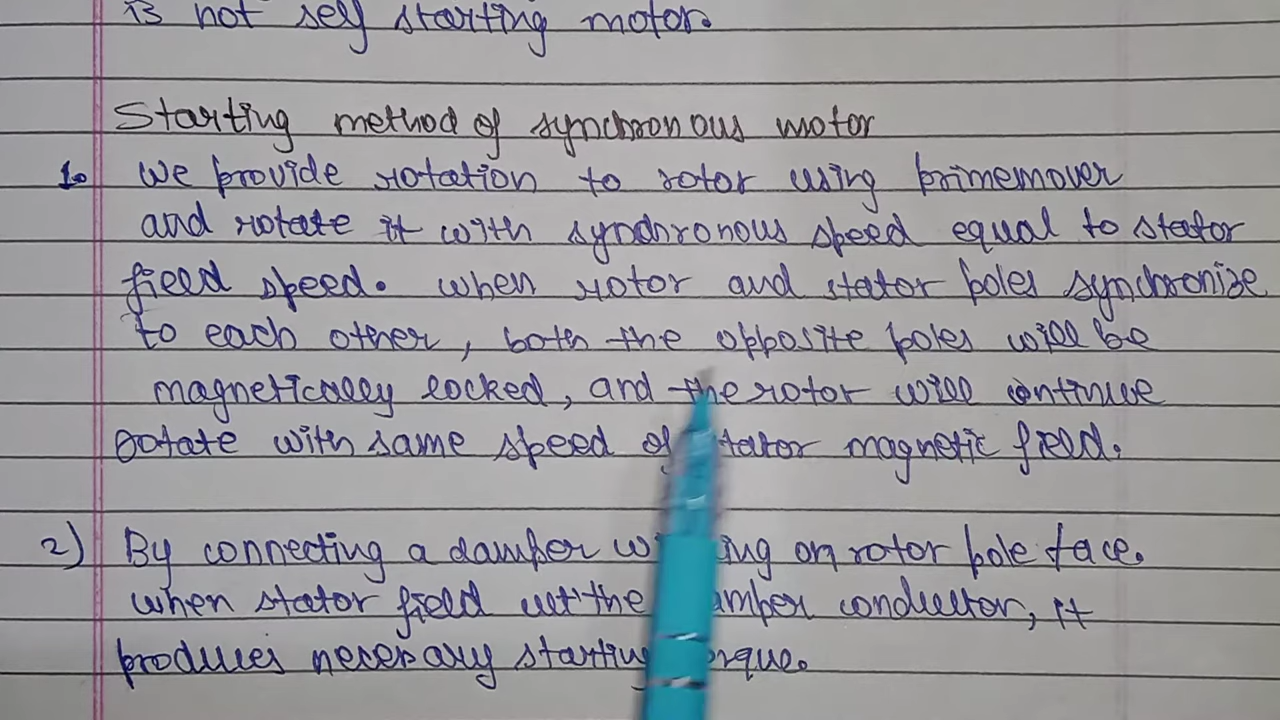 is not self starting motor.
Starting method of synchronous motor
1. We provide rotation to rotor using primemover
and rotate it with synchronous speed equal to stator
field speed. when rotor and stator poles synchronize
to each other, both the opposite poles will be
magnetically locked, and the rotor will continue
rotate with same speed of stator magnetic field.
2) By connecting a damper winding on rotor pole face.
when stator field cut the damper conductor, it
produces necessary starting torque.